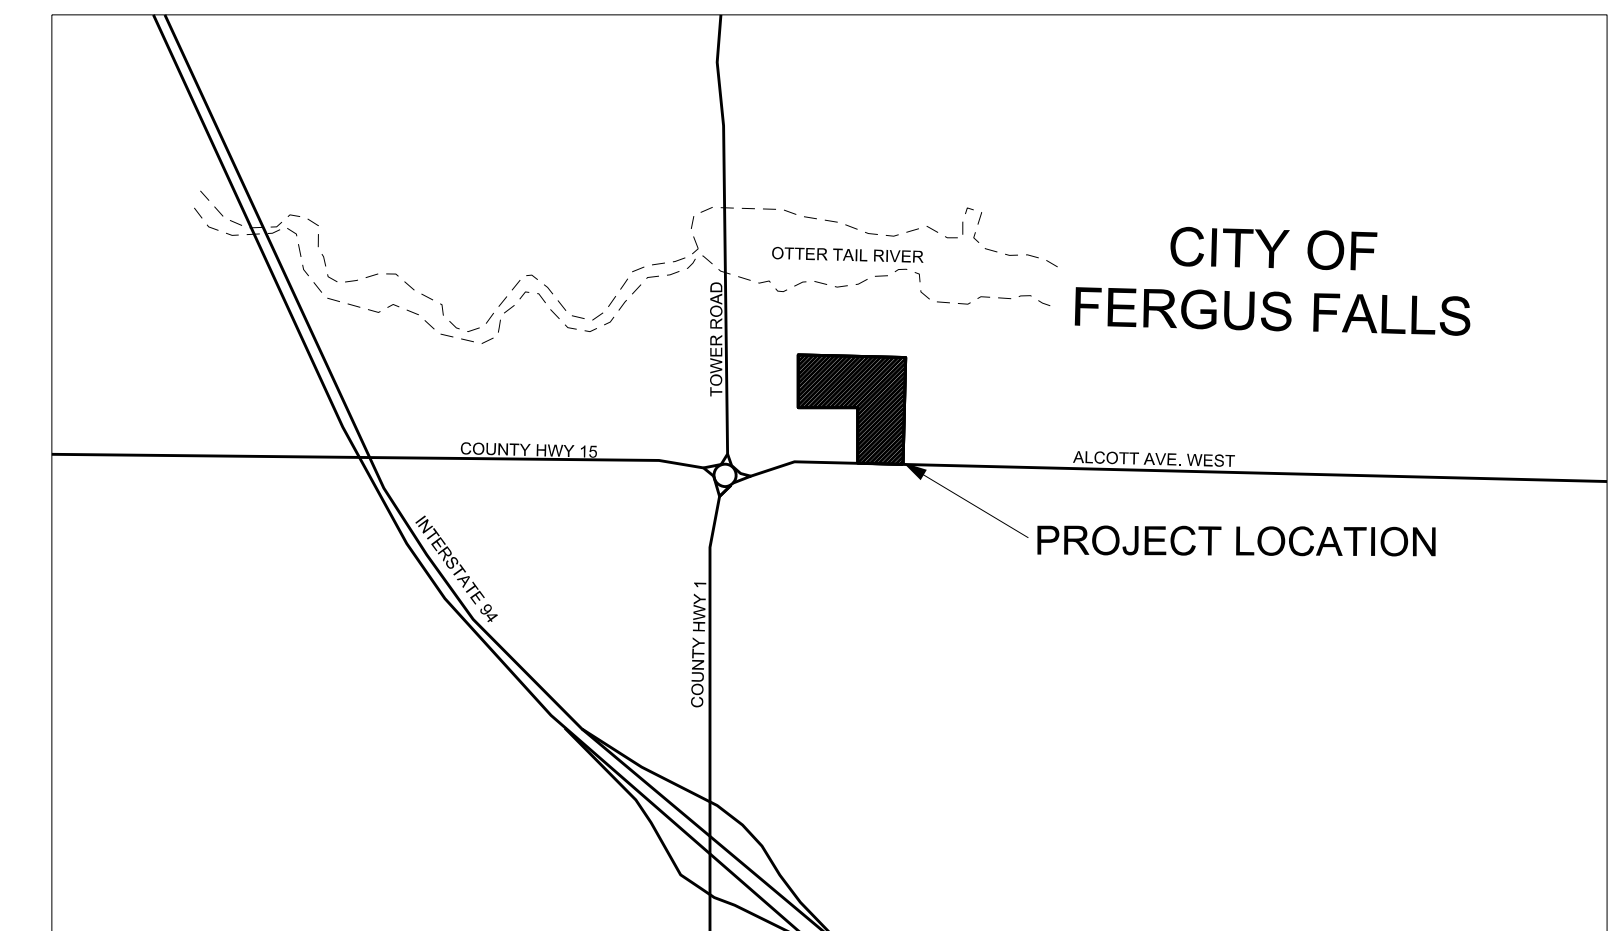 CITY OF
FERGUS FALLS
OTTER TAIL RIVER
TOWER ROAD
COUNTY HWY 15
ALCOTT AVE. WEST
PROJECT LOCATION
INTERSTATE 94
COUNTY HWY 1